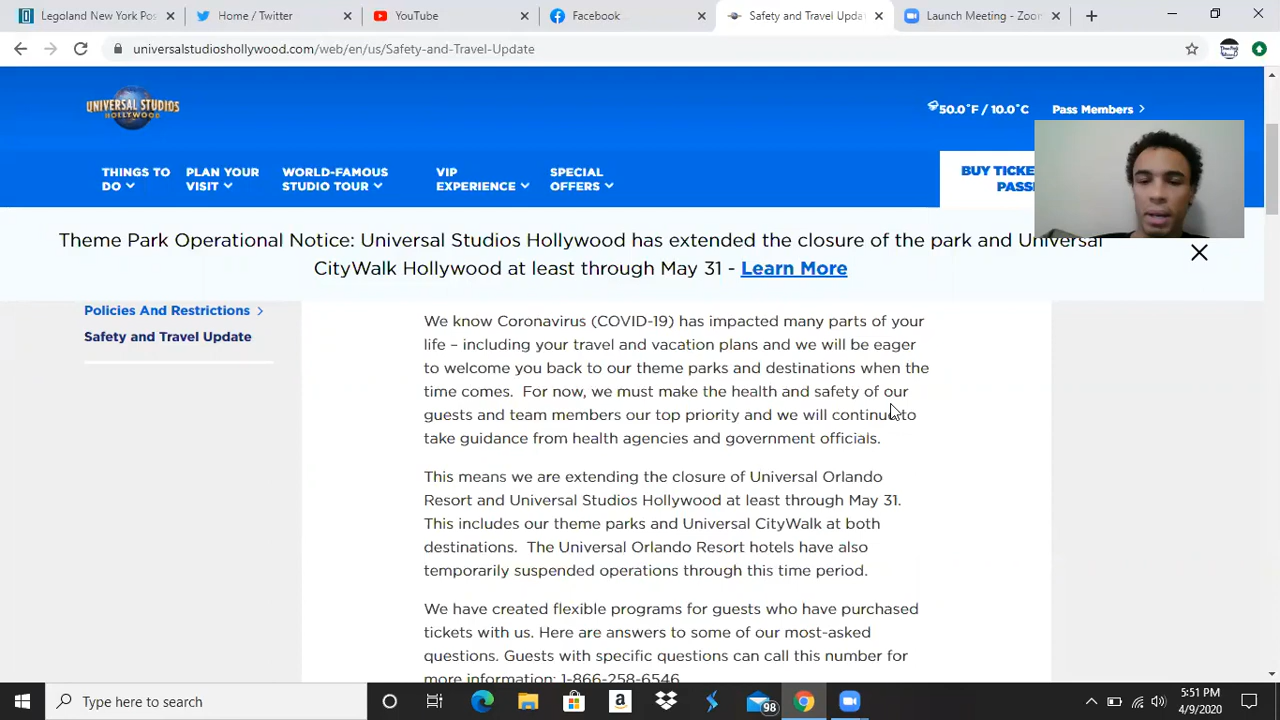 Legoland New York Pos
Home / Twitter
YouTube
Facebook
Safety and Travel Upda
Launch Meeting - Zoom
universalstudioshollywood.com/web/en/us/Safety-and-Travel-Update
UNIVERSAL STUDIOS
HOLLYWOOD
50.0°F / 10.0°C
Pass Members
THINGS TO
DO
PLAN YOUR
VISIT
WORLD-FAMOUS
STUDIO TOUR
VIP
EXPERIENCE
SPECIAL
OFFERS
BUY TICKE
PASS
Theme Park Operational Notice: Universal Studios Hollywood has extended the closure of the park and Universal
CityWalk Hollywood at least through May 31 - Learn More
Policies And Restrictions
Safety and Travel Update
We know Coronavirus (COVID-19) has impacted many parts of your
life – including your travel and vacation plans and we will be eager
to welcome you back to our theme parks and destinations when the
time comes. For now, we must make the health and safety of our
guests and team members our top priority and we will continue to
take guidance from health agencies and government officials.
This means we are extending the closure of Universal Orlando
Resort and Universal Studios Hollywood at least through May 31.
This includes our theme parks and Universal CityWalk at both
destinations. The Universal Orlando Resort hotels have also
temporarily suspended operations through this time period.
We have created flexible programs for guests who have purchased
tickets with us. Here are answers to some of our most-asked
questions. Guests with specific questions can call this number for
more information: 1-866-258-6546
Type here to search
98
5:51 PM
4/9/2020